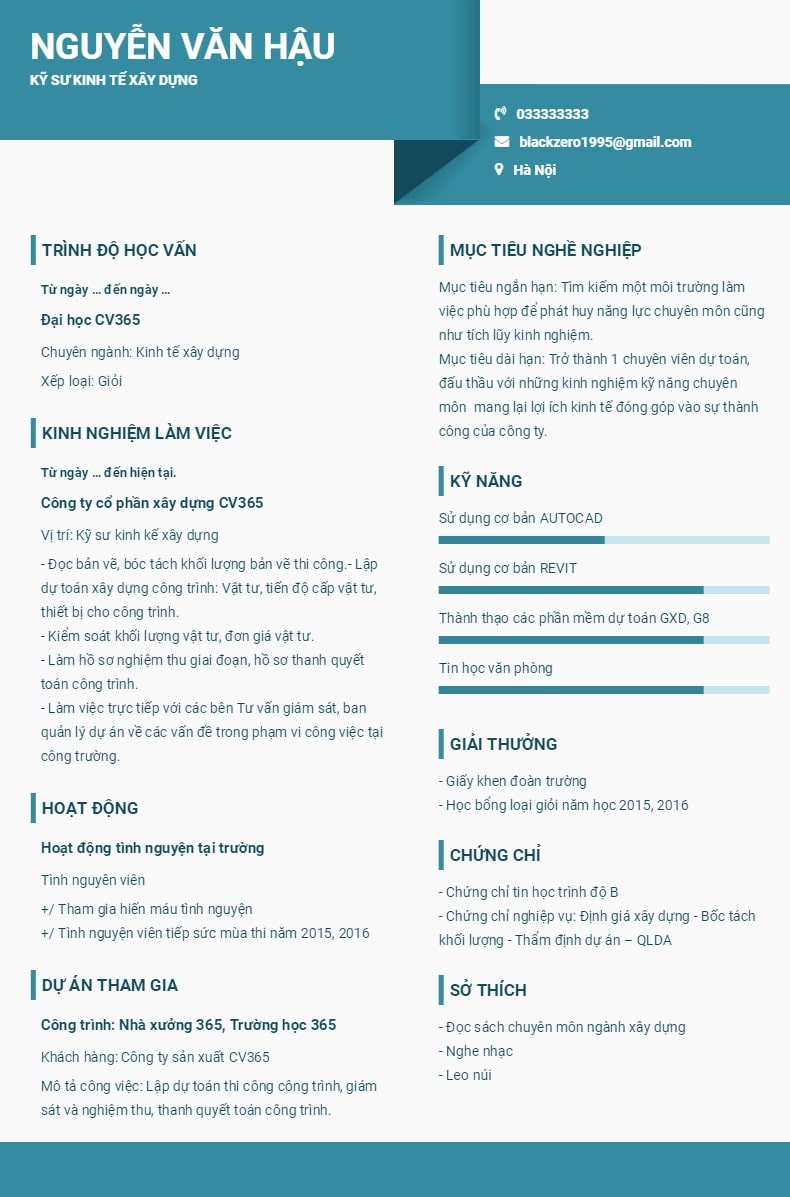 NGUYỄN VĂN HẬU
KỸ SƯ KINH TẾ XÂY DỰNG
033333333
blackzero1995@gmail.com
Hà Nội
TRÌNH ĐỘ HỌC VẤN
Từ ngày ... đến ngày ...
Đại học CV365
Chuyên ngành: Kinh tế xây dựng
Xếp loại: Giỏi
KINH NGHIỆM LÀM VIỆC
Từ ngày ... đến hiện tại.
Công ty cổ phần xây dựng CV365
Vị trí: Kỹ sư kinh kế xây dựng
- Đọc bản vẽ, bóc tách khối lượng bản vẽ thi công.- Lập
dự toán xây dựng công trình: Vật tư, tiến độ cấp vật tư,
thiết bị cho công trình.
- Kiểm soát khối lượng vật tư, đơn giá vật tư.
- Làm hồ sơ nghiệm thu giai đoạn, hồ sơ thanh quyết
toán công trình.
- Làm việc trực tiếp với các bên Tư vấn giám sát, ban
quản lý dự án về các vấn đề trong phạm vi công việc tại
công trường.
HOẠT ĐỘNG
Hoạt động tình nguyện tại trường
Tình nguyên viên
+/ Tham gia hiến máu tình nguyện
+/ Tình nguyện viên tiếp sức mùa thi năm 2015, 2016
DỰ ÁN THAM GIA
Công trình: Nhà xưởng 365, Trường học 365
Khách hàng: Công ty sản xuất CV365
Mô tả công việc: Lập dự toán thi công công trình, giám
sát và nghiệm thu, thanh quyết toán công trình.
MỤC TIÊU NGHỀ NGHIỆP
Mục tiêu ngắn hạn: Tìm kiếm một môi trường làm
việc phù hợp để phát huy năng lực chuyên môn cũng
như tích lũy kinh nghiệm.
Mục tiêu dài hạn: Trở thành 1 chuyên viên dự toán,
đấu thầu với những kinh nghiệm kỹ năng chuyên
môn  mang lại lợi ích kinh tế đóng góp vào sự thành
công của công ty.
KỸ NĂNG
Sử dụng cơ bản AUTOCAD
Sử dụng cơ bản REVIT
Thành thạo các phần mềm dự toán GXD, G8
Tin học văn phòng
GIẢI THƯỞNG
- Giấy khen đoàn trường
- Học bổng loại giỏi năm học 2015, 2016
CHỨNG CHỈ
- Chứng chỉ tin học trình độ B
- Chứng chỉ nghiệp vụ: Định giá xây dựng - Bốc tách
khối lượng - Thẩm định dự án – QLDA
SỞ THÍCH
- Đọc sách chuyên môn ngành xây dựng
- Nghe nhạc
- Leo núi